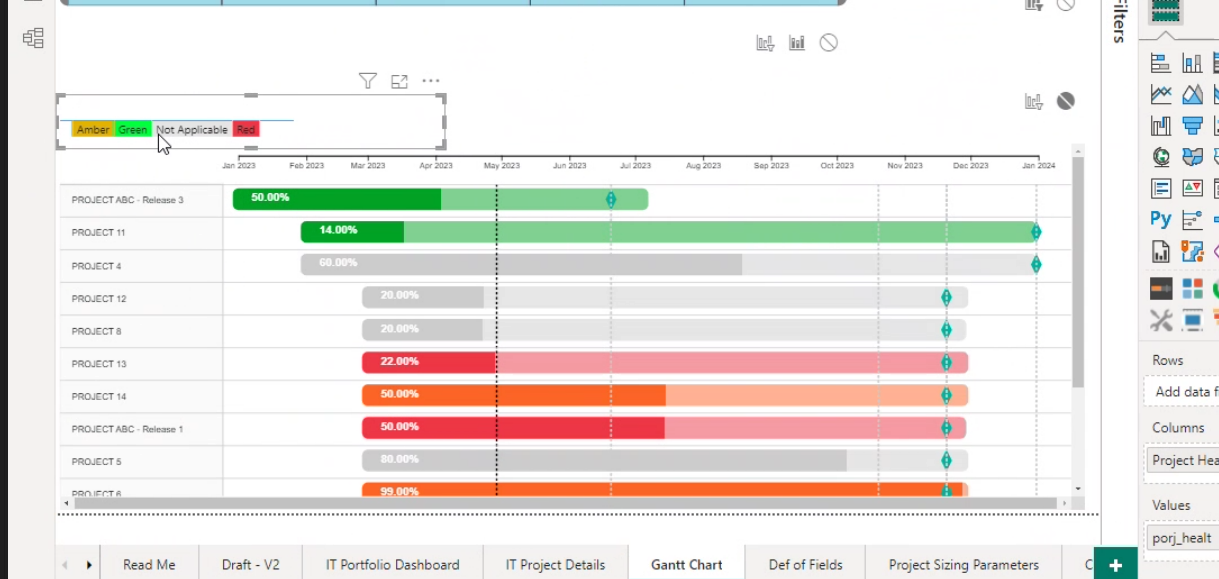 Filters
Amber Green Not Applicable Red
Jan 2023 Feb 2023 Mar 2023 Apr 2023 May 2023 Jun 2023 Jul 2023 Aug 2023 Sep 2023 Oct 2023 Nov 2023 Dec 2023 Jan 2024
PROJECT ABC - Release 3 50.00%
PROJECT 11 14.00%
PROJECT 4 60.00%
PROJECT 12 20.00%
PROJECT 8 20.00%
PROJECT 13 22.00%
PROJECT 14 50.00%
PROJECT ABC - Release 1 50.00%
PROJECT 5 80.00%
PROJECT 6 99.00%
Py
Rows
Add data f
Columns
Project Hea
Values
porj_healt
Read Me Draft - V2 IT Portfolio Dashboard IT Project Details Gantt Chart Def of Fields Project Sizing Parameters C +